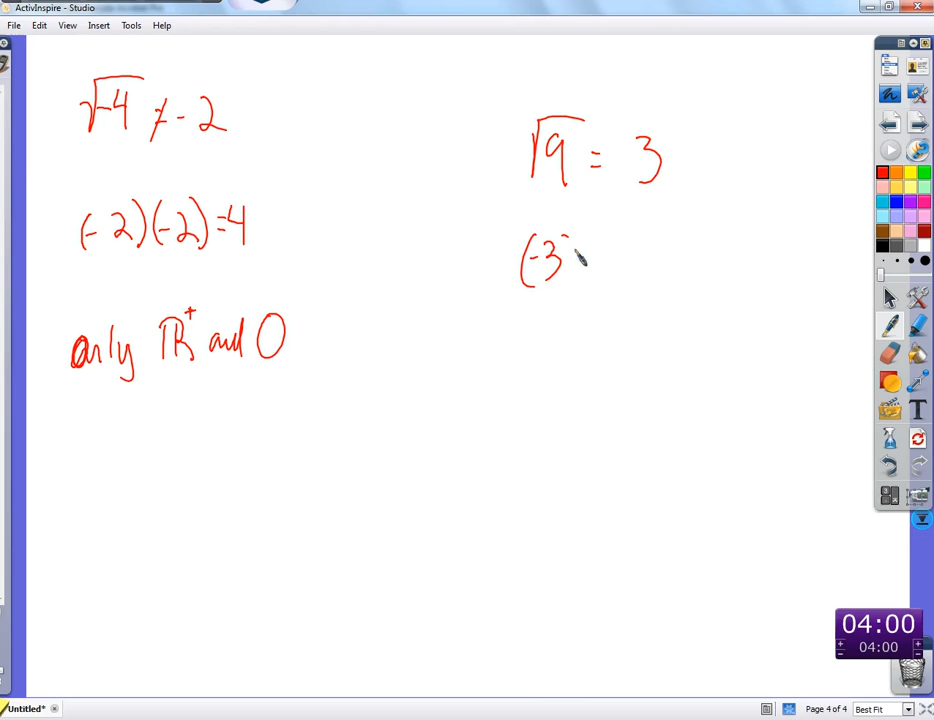 ActivInspire - Studio
File Edit View Insert Tools Help
√-4 ≠ -2
(-2)(-2)=4
only ℝ⁺ and 0
√9 = 3
(-3
04:00
04:00
Untitled*
Page 4 of 4
Best Fit